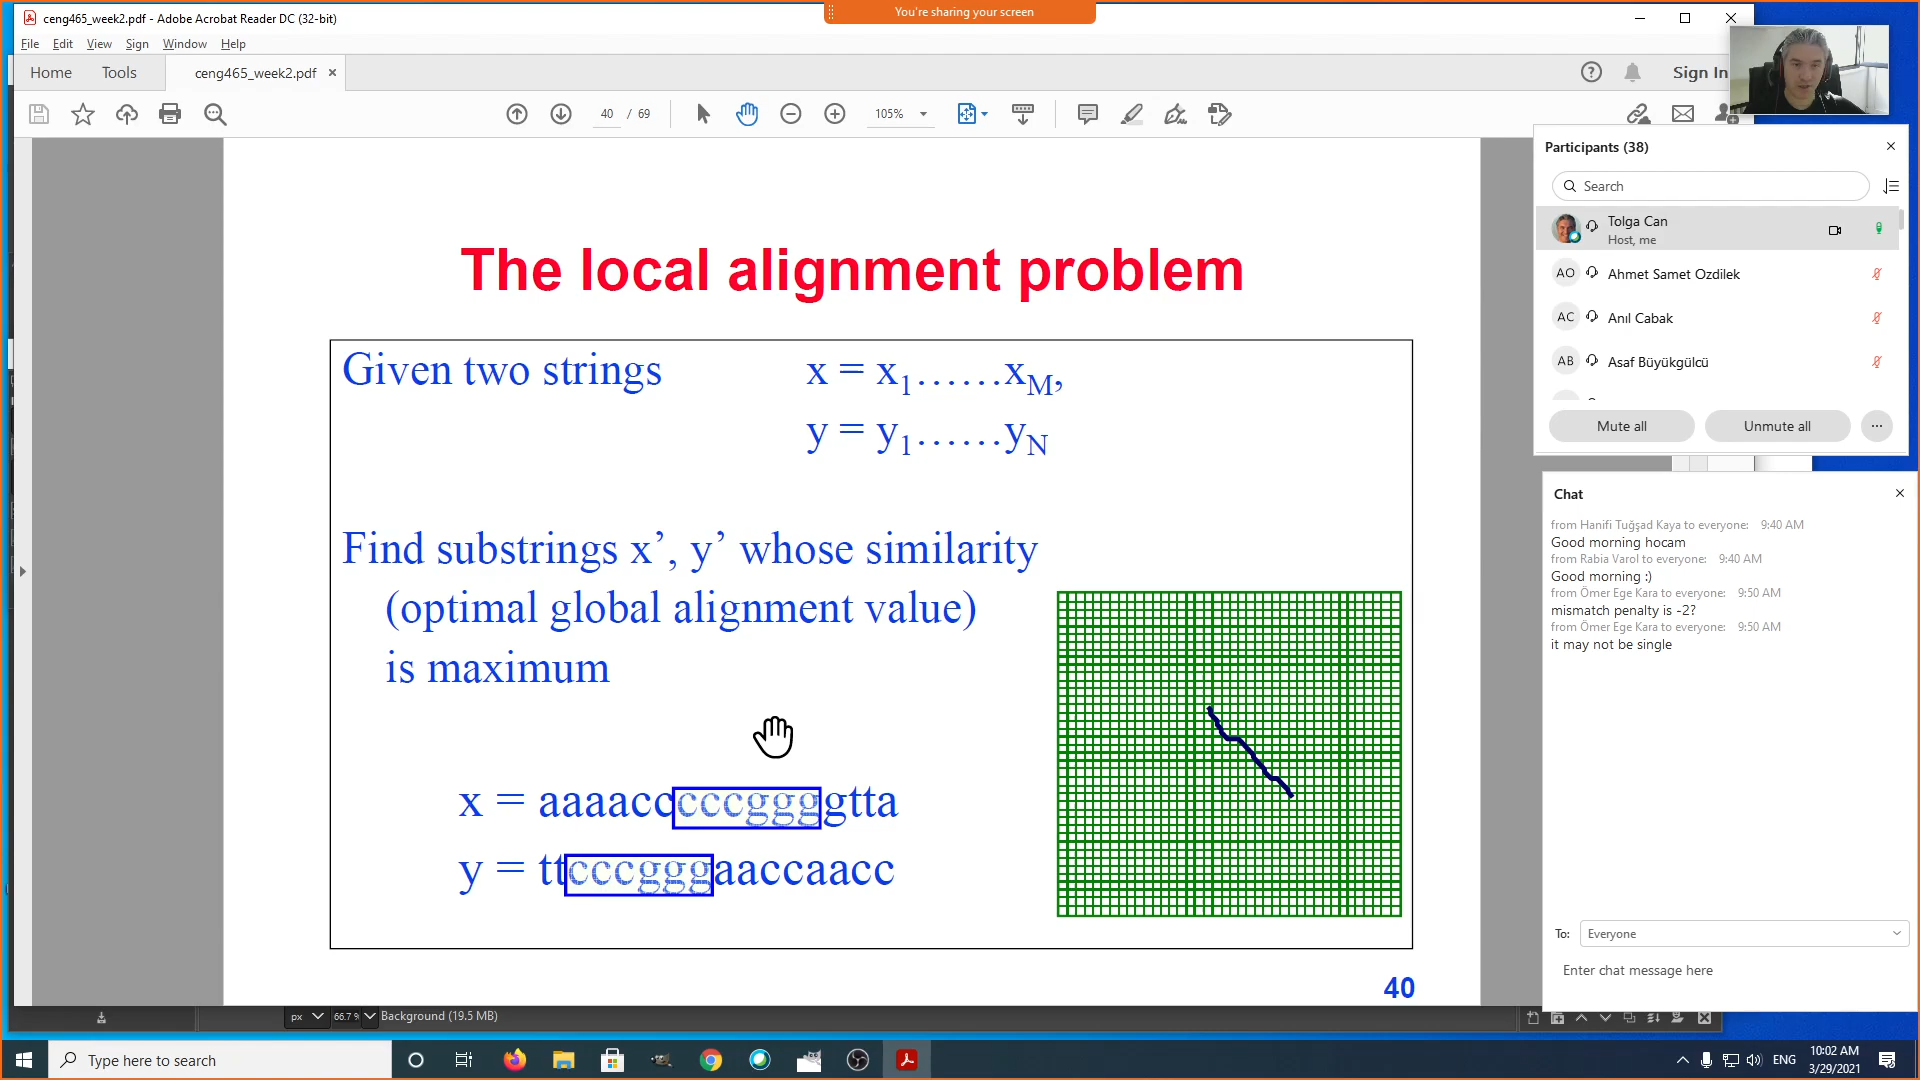 You're sharing your screen
ceng465_week2.pdf - Adobe Acrobat Reader DC (32-bit)
File Edit View Sign Window Help
Home Tools ceng465_week2.pdf
Sign In
40 / 69 105%
The local alignment problem
Given two strings x = x1……xM,
y = y1……yN
Find substrings x’, y’ whose similarity
(optimal global alignment value)
is maximum
x = aaaacccccggggtta
y = ttcccgggaaccaacc
40
Participants (38)
Search
Tolga Can
Host, me
AO Ahmet Samet Ozdilek
AC Anıl Cabak
AB Asaf Büyükgülcü
Mute all Unmute all
Chat
from Hanifi Tuğşad Kaya to everyone: 9:40 AM
Good morning hocam
from Rabia Varol to everyone: 9:40 AM
Good morning :)
from Ömer Ege Kara to everyone: 9:50 AM
mismatch penalty is -2?
from Ömer Ege Kara to everyone: 9:50 AM
it may not be single
To: Everyone
Enter chat message here
px 66.7 % Background (19.5 MB)
Type here to search
ENG
10:02 AM
3/29/2021